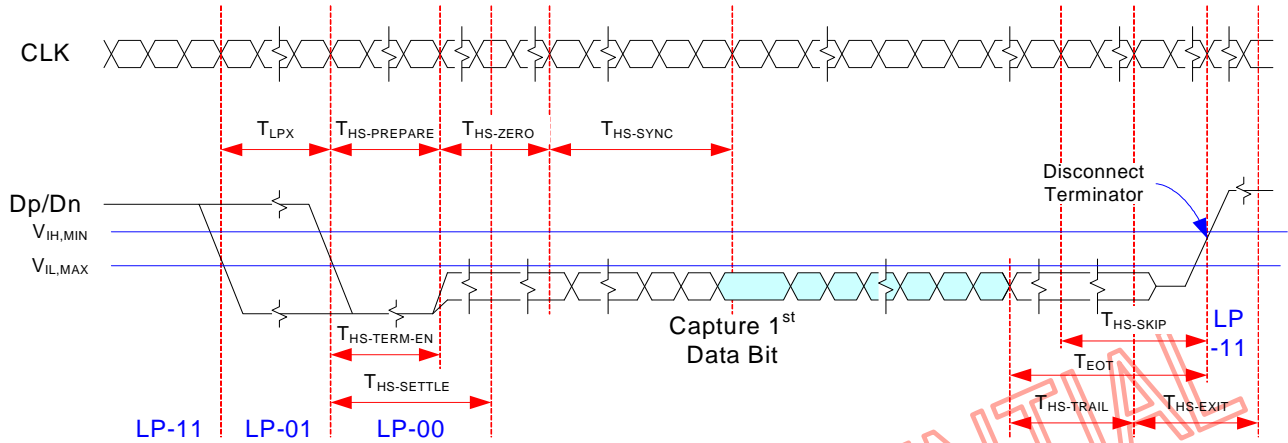 CLK
TLPX
THS-PREPARE
THS-ZERO
THS-SYNC
Disconnect
Terminator
Dp/Dn
VIH,MIN
VIL,MAX
Capture 1st
Data Bit
THS-TERM-EN
THS-SETTLE
THS-SKIP
LP
-11
TEOT
THS-TRAIL
THS-EXIT
LP-11
LP-01
LP-00
NTIAL